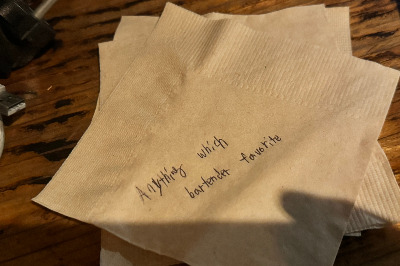 Anything which
bartender favorite